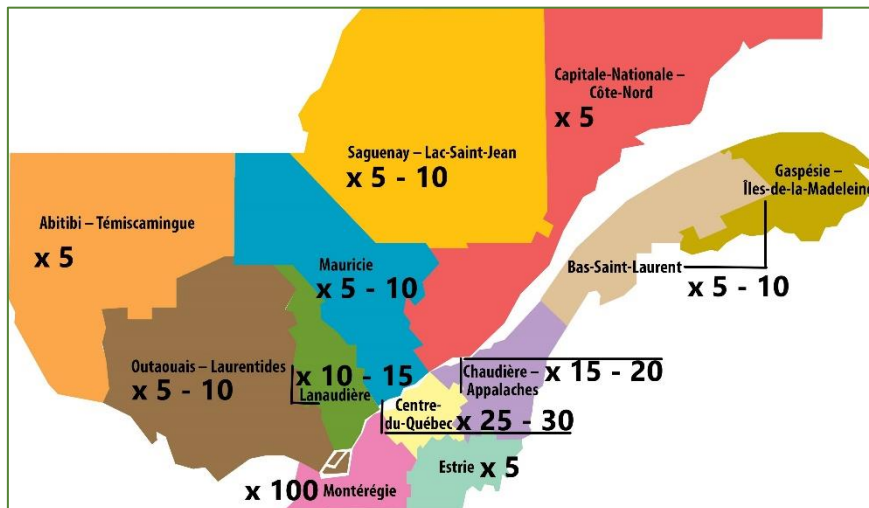 Capitale-Nationale –
Côte-Nord
x 5
Saguenay – Lac-Saint-Jean
x 5 - 10
Gaspésie –
Îles-de-la-Madeleine
Abitibi – Témiscamingue
x 5
Mauricie
x 5 - 10
Bas-Saint-Laurent
x 5 - 10
Outaouais – Laurentides
x 5 - 10
x 10 - 15
Lanaudière
Chaudière –
Appalaches
x 15 - 20
Centre-
du-Québec
x 25 - 30
Estrie x 5
x 100 Montérégie